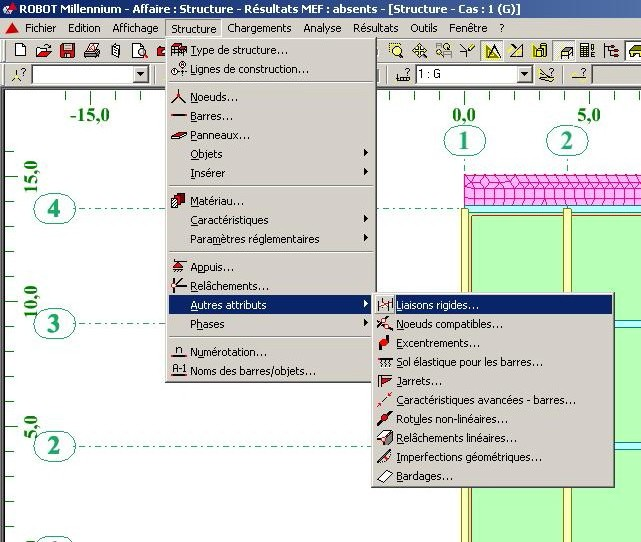 ROBOT Millennium - Affaire : Structure - Résultats MEF : absents - [Structure - Cas : 1 (G)]
Fichier Edition Affichage Structure Chargements Analyse Résultats Outils Fenêtre ?
Type de structure...
Lignes de construction...
1 : G
Noeuds...
Barres...
Panneaux...
Objets
Insérer
Matériau...
Caractéristiques
Paramètres réglementaires
Appuis...
Relâchements...
Autres attributs
Phases
Numérotation...
Noms des barres/objets...
Liaisons rigides...
Noeuds compatibles...
Excentrements...
Sol élastique pour les barres...
Jarrets...
Caractéristiques avancées - barres...
Rotules non-linéaires...
Relâchements linéaires...
Imperfections géométriques...
Bardages...
-15,0
0,0
5,0
1
2
15,0
4
10,0
3
5,0
2